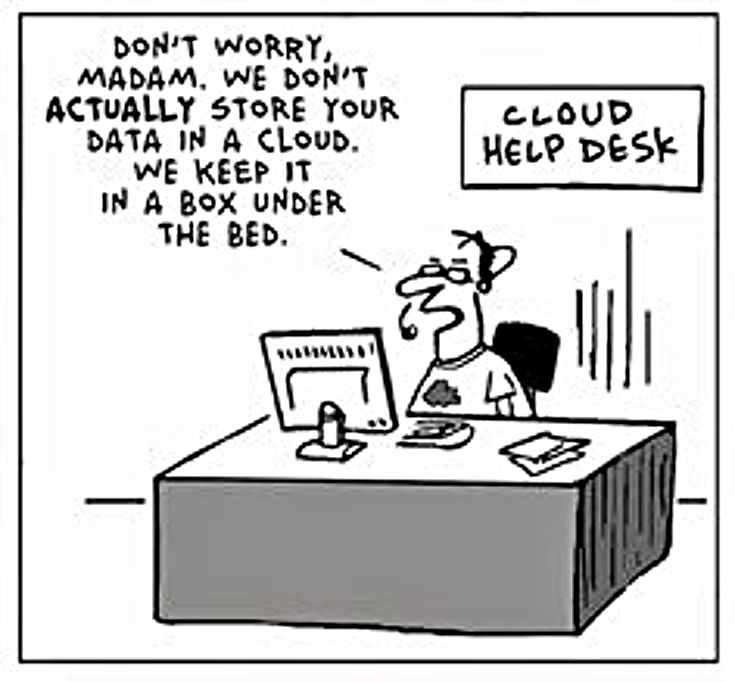 DON'T WORRY,
MADAM. WE DON'T
ACTUALLY STORE YOUR
DATA IN A CLOUD.
WE KEEP IT
IN A BOX UNDER
THE BED.
CLOUD
HELP DESK